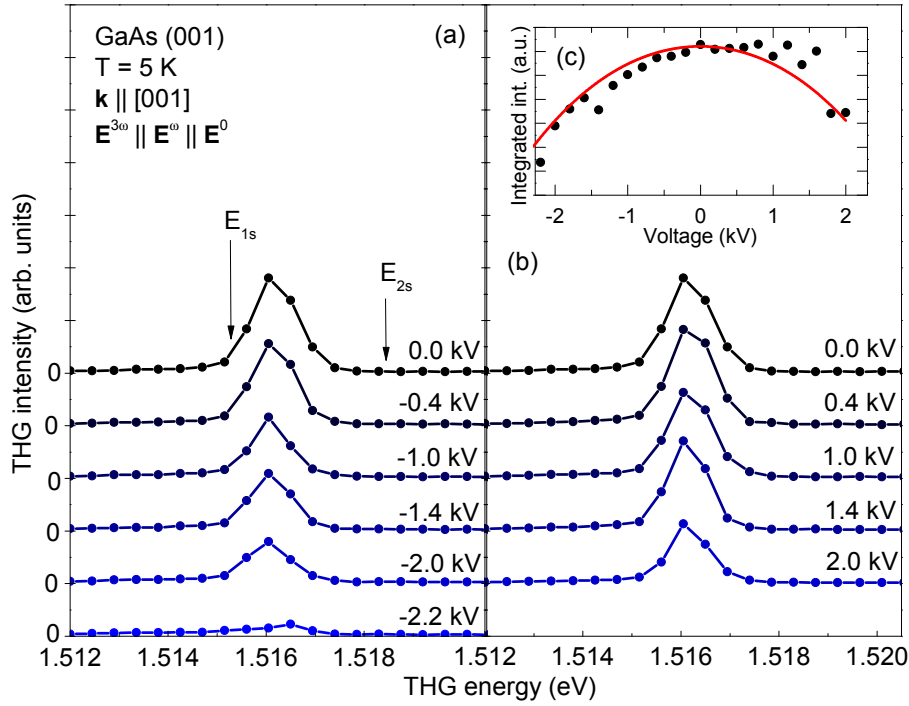 GaAs (001)
T = 5 K
k || [001]
E^3ω || E^ω || E^0
(a)
E_1s
E_2s
0.0 kV
-0.4 kV
-1.0 kV
-1.4 kV
-2.0 kV
-2.2 kV
0
0
0
0
0
0
THG intensity (arb. units)
(c)
Integrated int. (a.u.)
-2 -1 0 1 2
Voltage (kV)
(b)
0.0 kV
0.4 kV
1.0 kV
1.4 kV
2.0 kV
1.512 1.516 1.518 1.512 1.514 1.516 1.518 1.520
THG energy (eV)